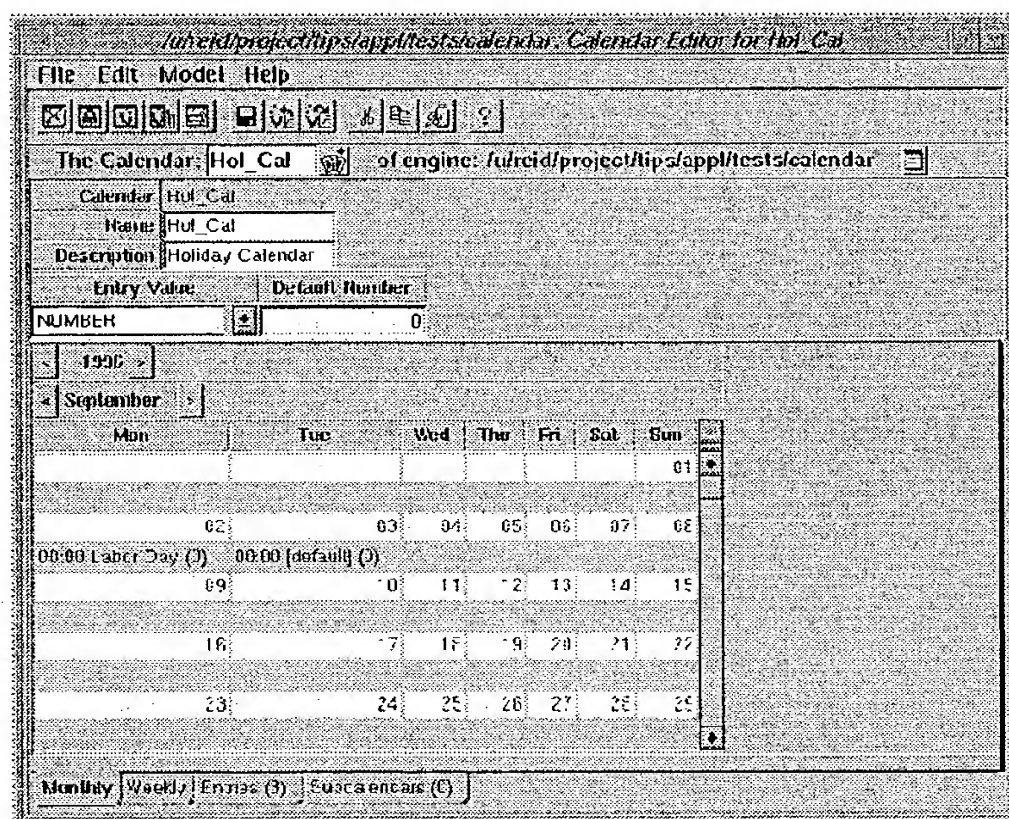 /u/reid/project/tips/appl/tests/calendar, Calendar Editor for Hol_Cal
File Edit Model Help
The Calendar: Hol_Cal of engine: /u/reid/project/tips/appl/tests/calendar
Calendar Hol_Cal
Name Hol_Cal
Description Holiday Calendar
Entry Value Default Number
NUMBER 0
< 1996 >
< September >
Mon Tue Wed Thu Fri Sat Sun
01
02 03 04 05 06 07 08
00:00 Labor Day (0) 00:00 [default] (0)
09 10 11 12 13 14 15
16 17 18 19 20 21 22
23 24 25 26 27 28 29
Monthly Weekly Entries (3) Subcalendars (0)